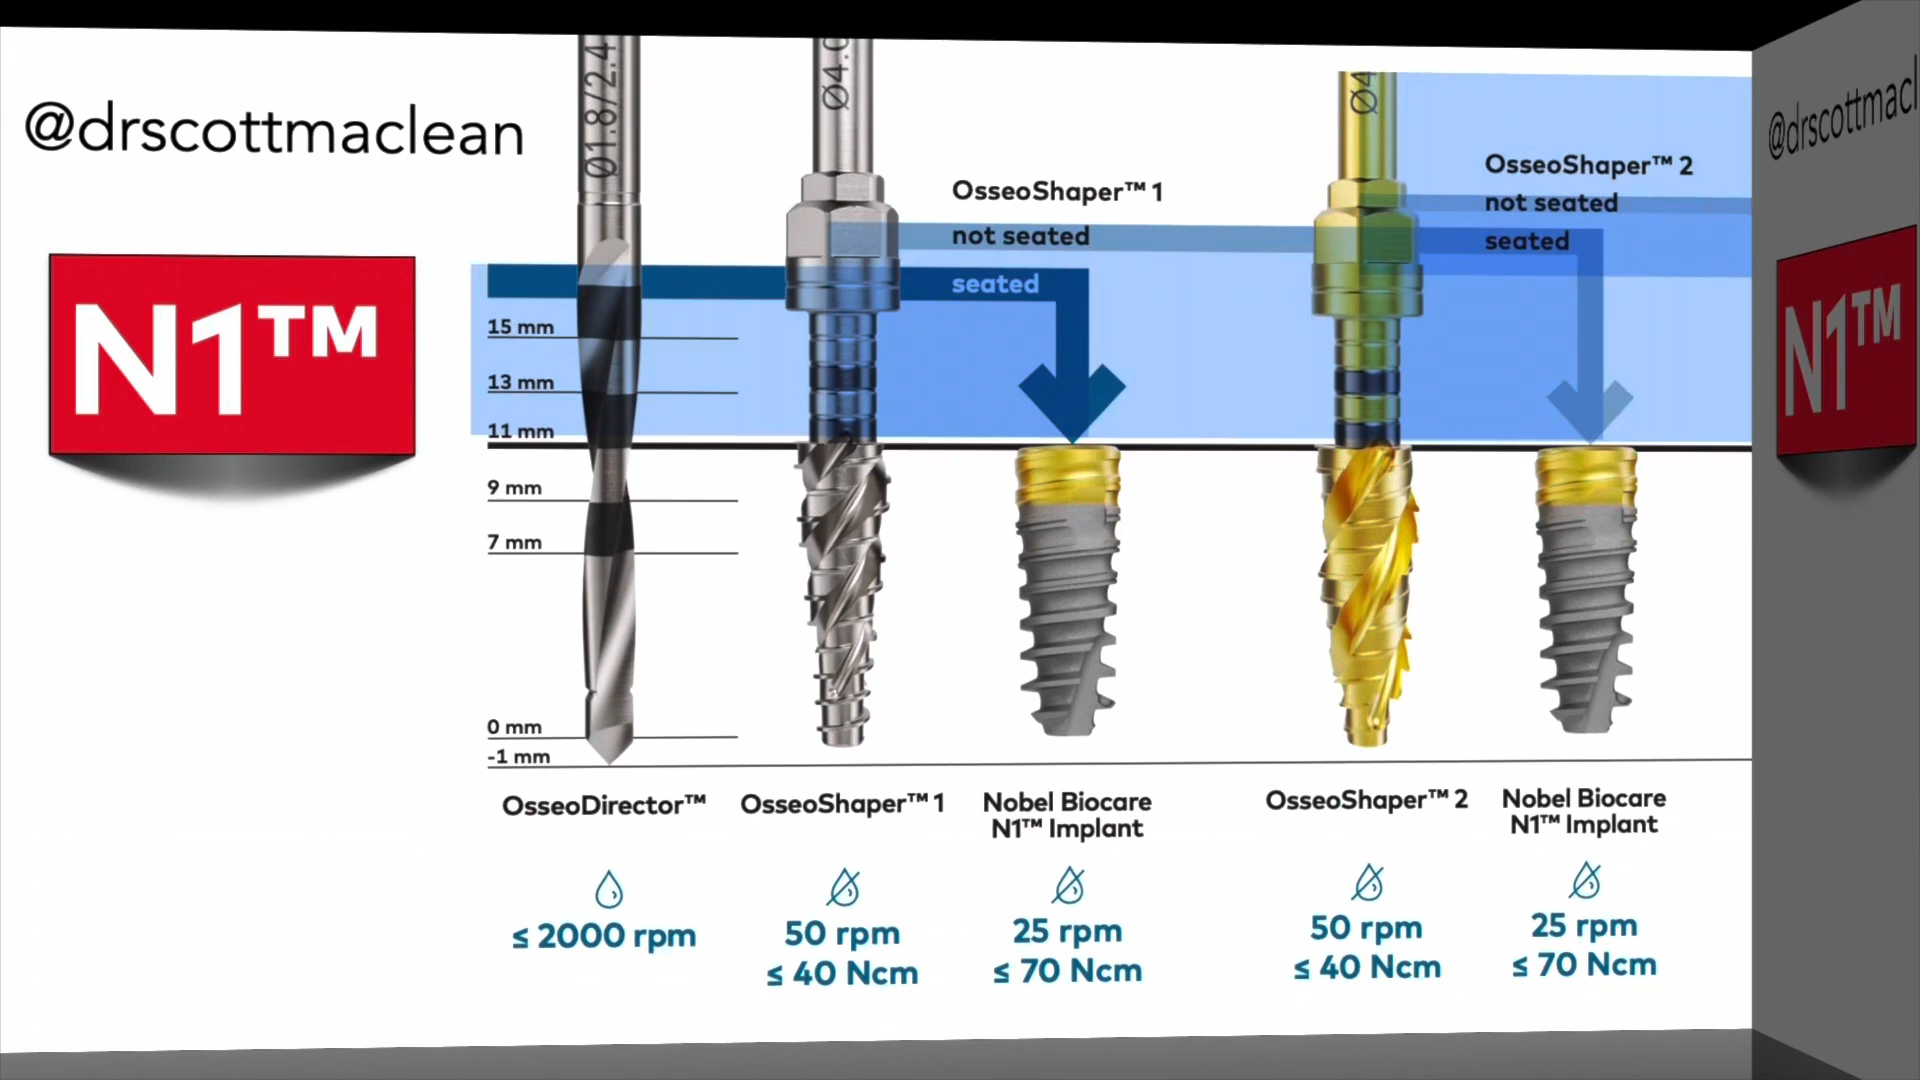 @drscottmaclean
N1™
Ø1.8/2.4
Ø4.
Ø4
OsseoShaper™ 1
not seated
seated
OsseoShaper™ 2
not seated
seated
15 mm
13 mm
11 mm
9 mm
7 mm
0 mm
-1 mm
OsseoDirector™
OsseoShaper™ 1
Nobel Biocare
N1™ Implant
OsseoShaper™ 2
Nobel Biocare
N1™ Implant
≤ 2000 rpm
50 rpm
≤ 40 Ncm
25 rpm
≤ 70 Ncm
50 rpm
≤ 40 Ncm
25 rpm
≤ 70 Ncm
@drscottmacl
N1™